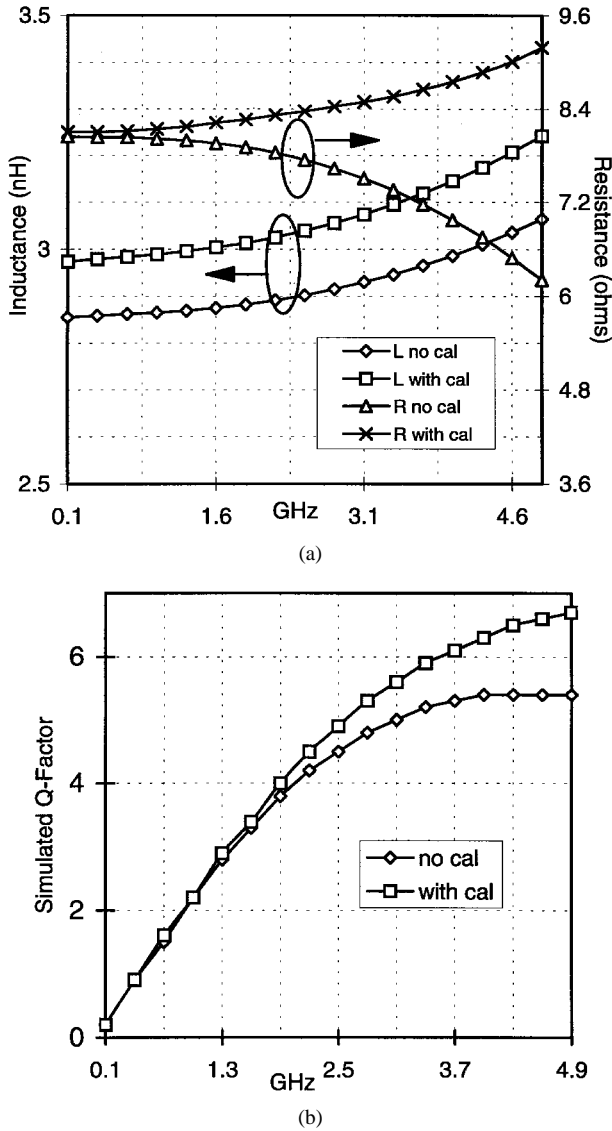 3.5
3
2.5
Inductance (nH)
9.6
8.4
7.2
6
4.8
3.6
Resistance (ohms)
L no cal
L with cal
R no cal
R with cal
0.1
1.6
3.1
4.6
GHz
(a)
6
4
2
0
Simulated Q-Factor
no cal
with cal
0.1
1.3
2.5
3.7
4.9
GHz
(b)